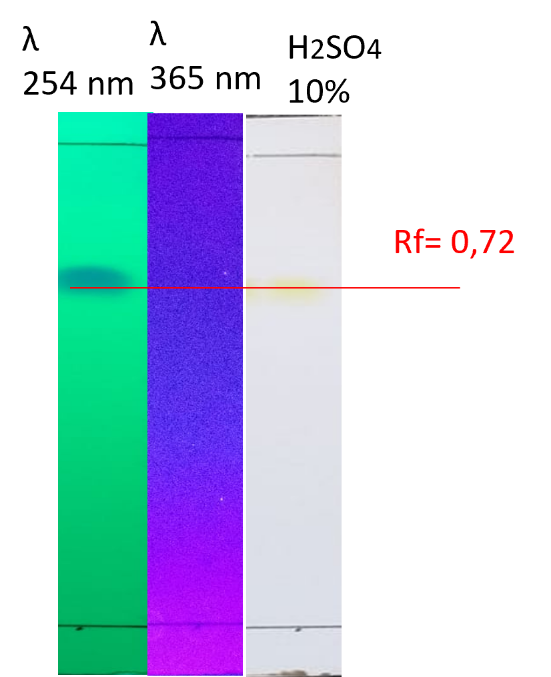 λ
254 nm
λ
365 nm
H2SO4
10%
Rf= 0,72